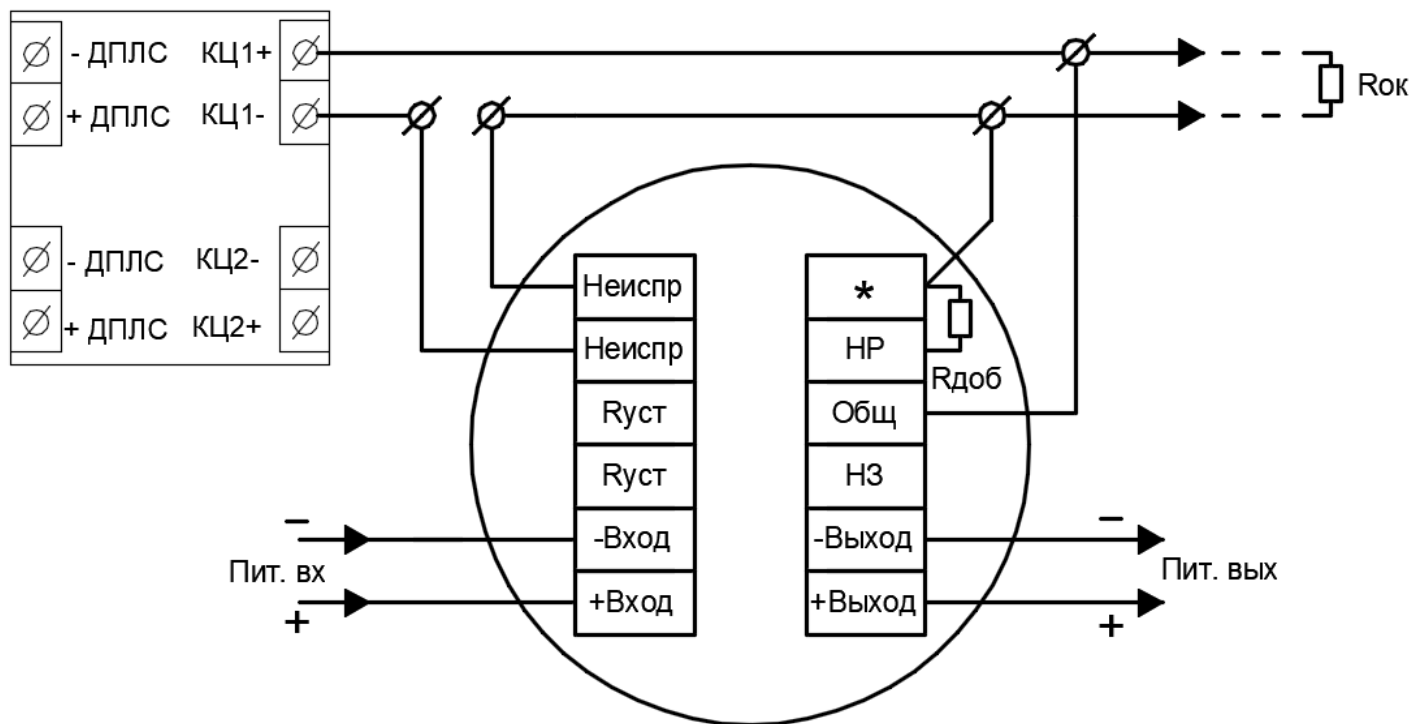 - ДПЛС КЦ1+
+ ДПЛС КЦ1-
Rок
- ДПЛС КЦ2-
+ ДПЛС КЦ2+
Неиспр *
Неиспр НР
Rдоб
Rуст Общ
Rуст НЗ
- -Вход -Выход -
Пит. вх Пит. вых
+ +Вход +Выход +